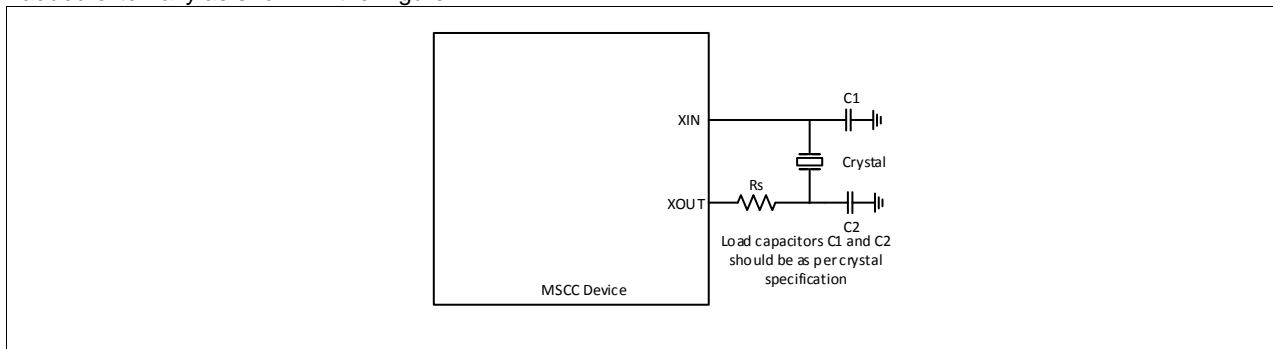 C1
XIN
Crystal
Rs
XOUT
C2
Load capacitors C1 and C2
should be as per crystal
specification
MSCC Device